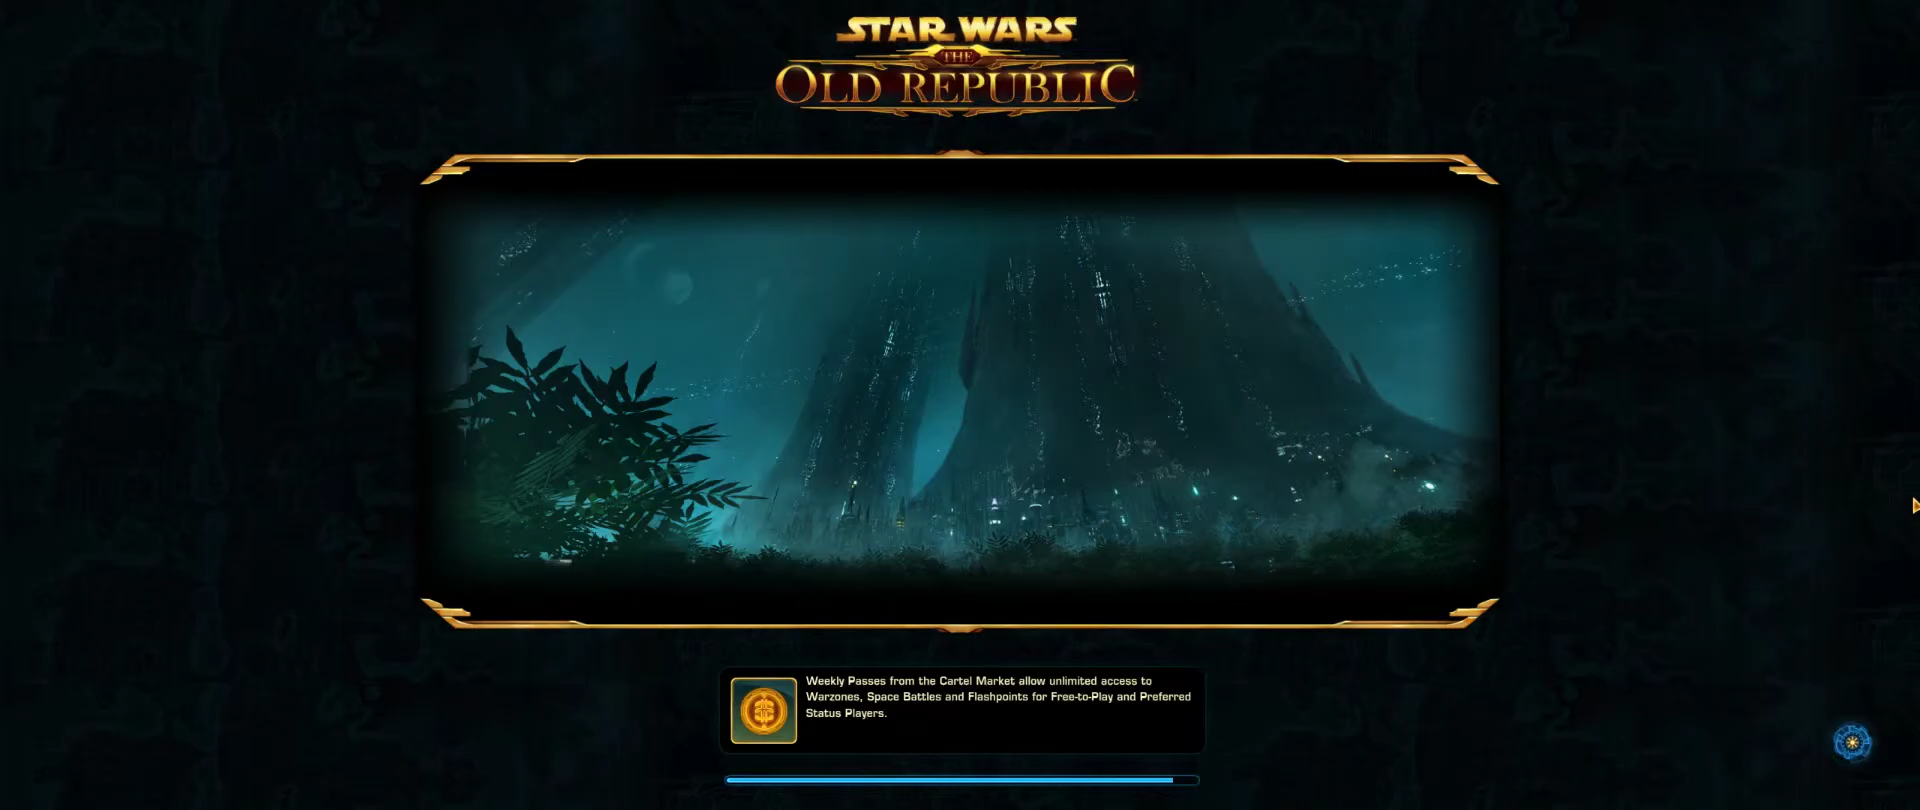 STAR WARS
THE
OLD REPUBLIC
Weekly Passes from the Cartel Market allow unlimited access to
Warzones, Space Battles and Flashpoints for Free-to-Play and Preferred
Status Players.